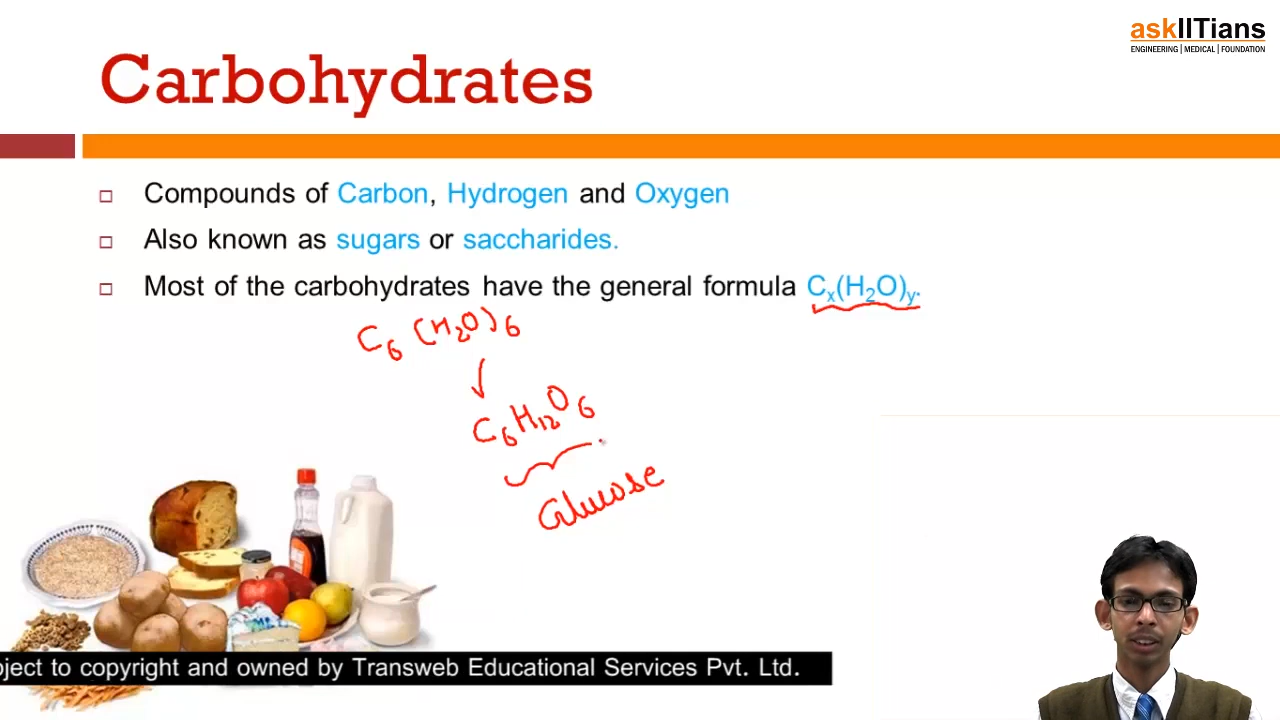 askIITians
ENGINEERING | MEDICAL | FOUNDATION
Carbohydrates
Compounds of Carbon, Hydrogen and Oxygen
Also known as sugars or saccharides.
Most of the carbohydrates have the general formula Cₓ(H₂O)ᵧ.
C₆(H₂O)₆
C₆H₁₂O₆
Glucose
oject to copyright and owned by Transweb Educational Services Pvt. Ltd.